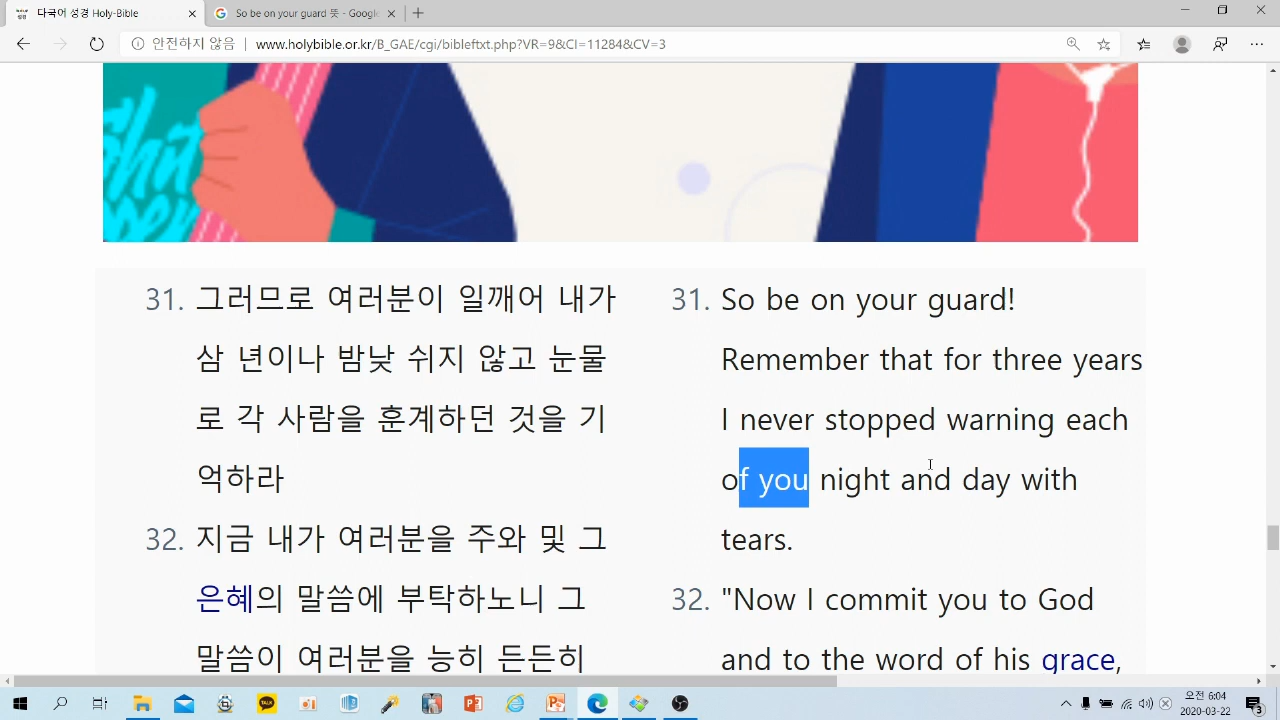 다국어 성경 Holy-Bible
So be on your guard 뜻 - Google
안전하지 않음
www.holybible.or.kr/B_GAE/cgi/bibleftxt.php?VR=9&CI=11284&CV=3
31. 그러므로 여러분이 일깨어 내가
삼 년이나 밤낮 쉬지 않고 눈물
로 각 사람을 훈계하던 것을 기
억하라
32. 지금 내가 여러분을 주와 및 그
은혜의 말씀에 부탁하노니 그
말씀이 여러분을 능히 든든히
31. So be on your guard!
Remember that for three years
I never stopped warning each
of you night and day with
tears.
32. "Now I commit you to God
and to the word of his grace,
TALK
오전 6:04
2020-03-22
3